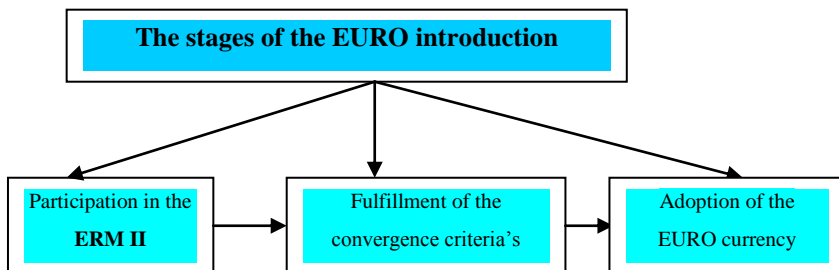 The stages of the EURO introduction
Participation in the
ERM II
Fulfillment of the
convergence criteria's
Adoption of the
EURO currency